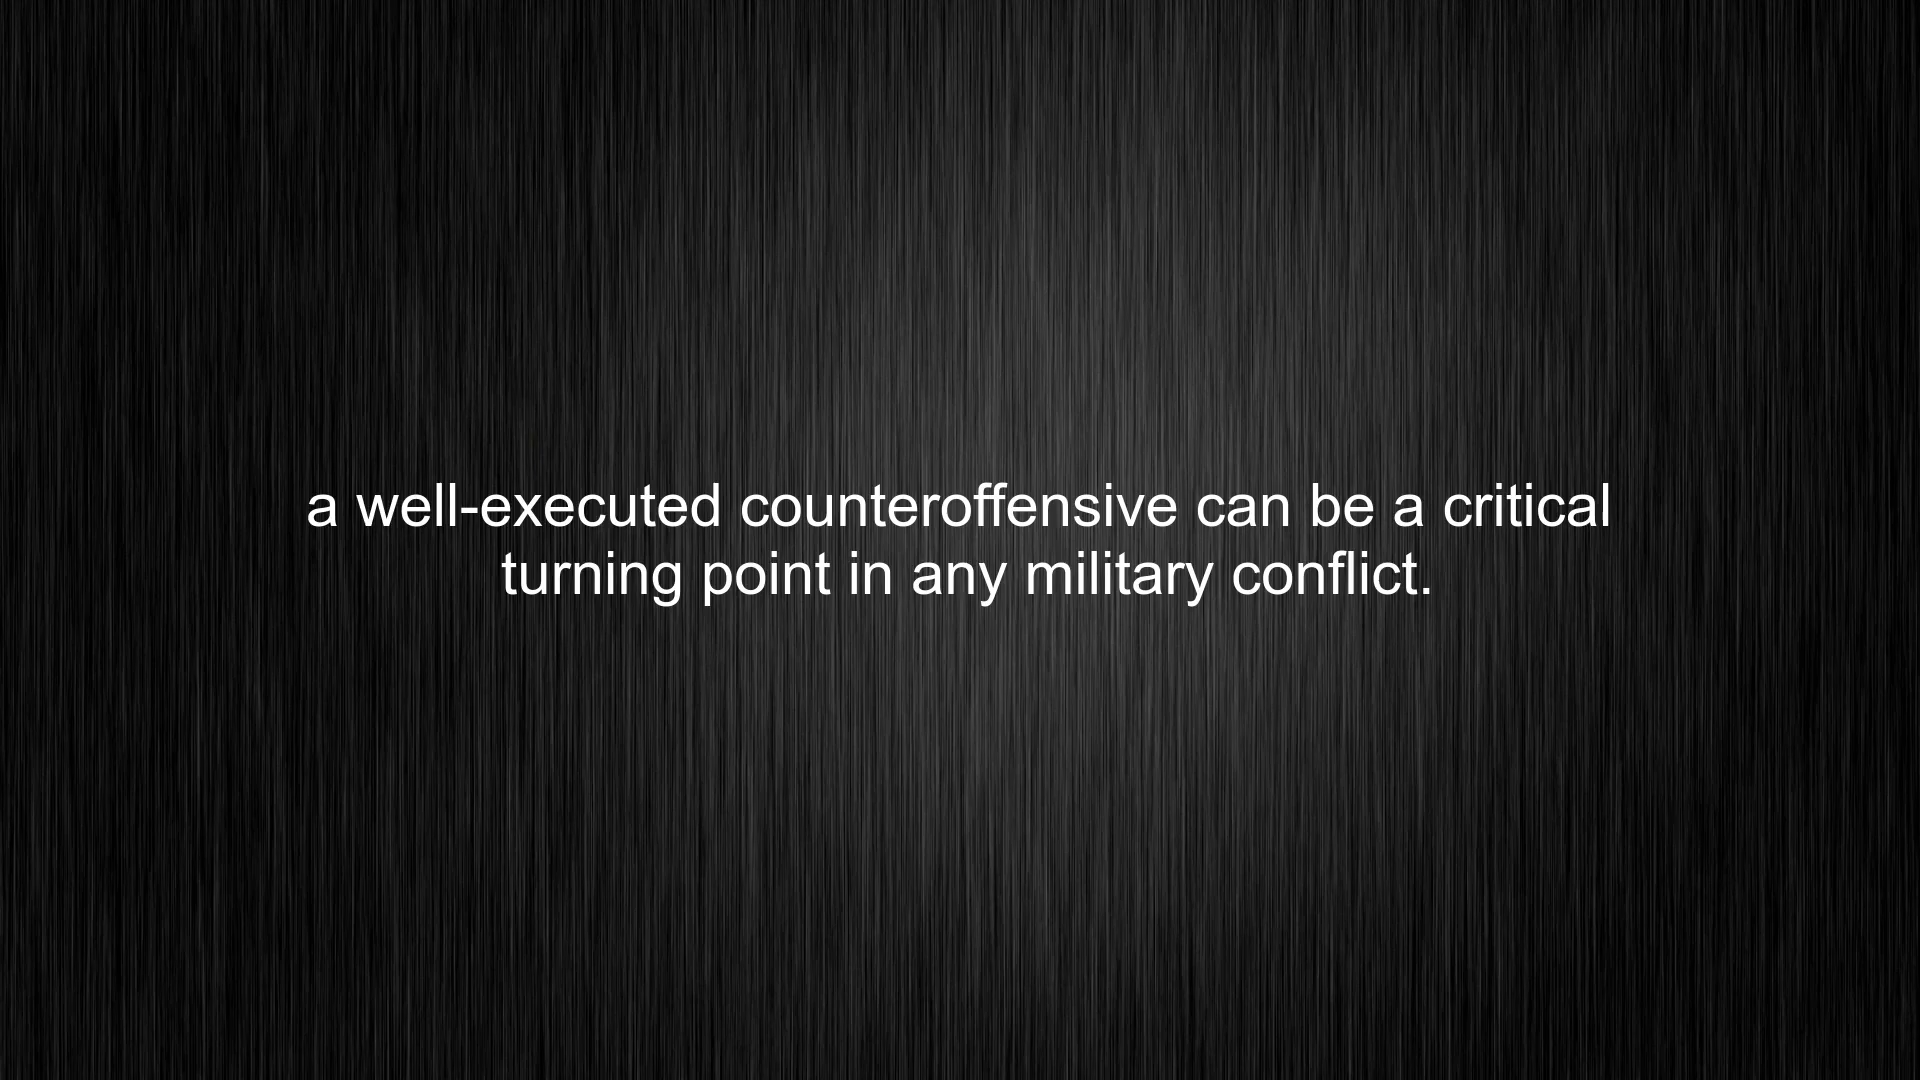 a well-executed counteroffensive can be a critical
turning point in any military conflict.